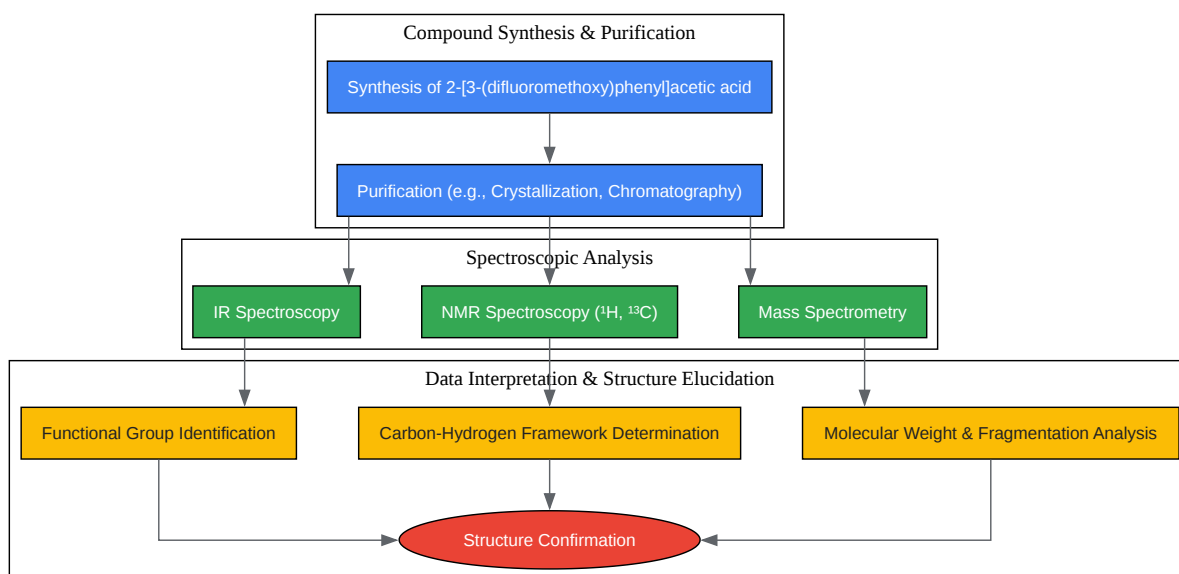 Compound Synthesis & Purification
Synthesis of 2-[3-(difluoromethoxy)phenyl]acetic acid
Purification (e.g., Crystallization, Chromatography)
Spectroscopic Analysis
IR Spectroscopy
NMR Spectroscopy (¹H, ¹³C)
Mass Spectrometry
Data Interpretation & Structure Elucidation
Functional Group Identification
Carbon-Hydrogen Framework Determination
Molecular Weight & Fragmentation Analysis
Structure Confirmation